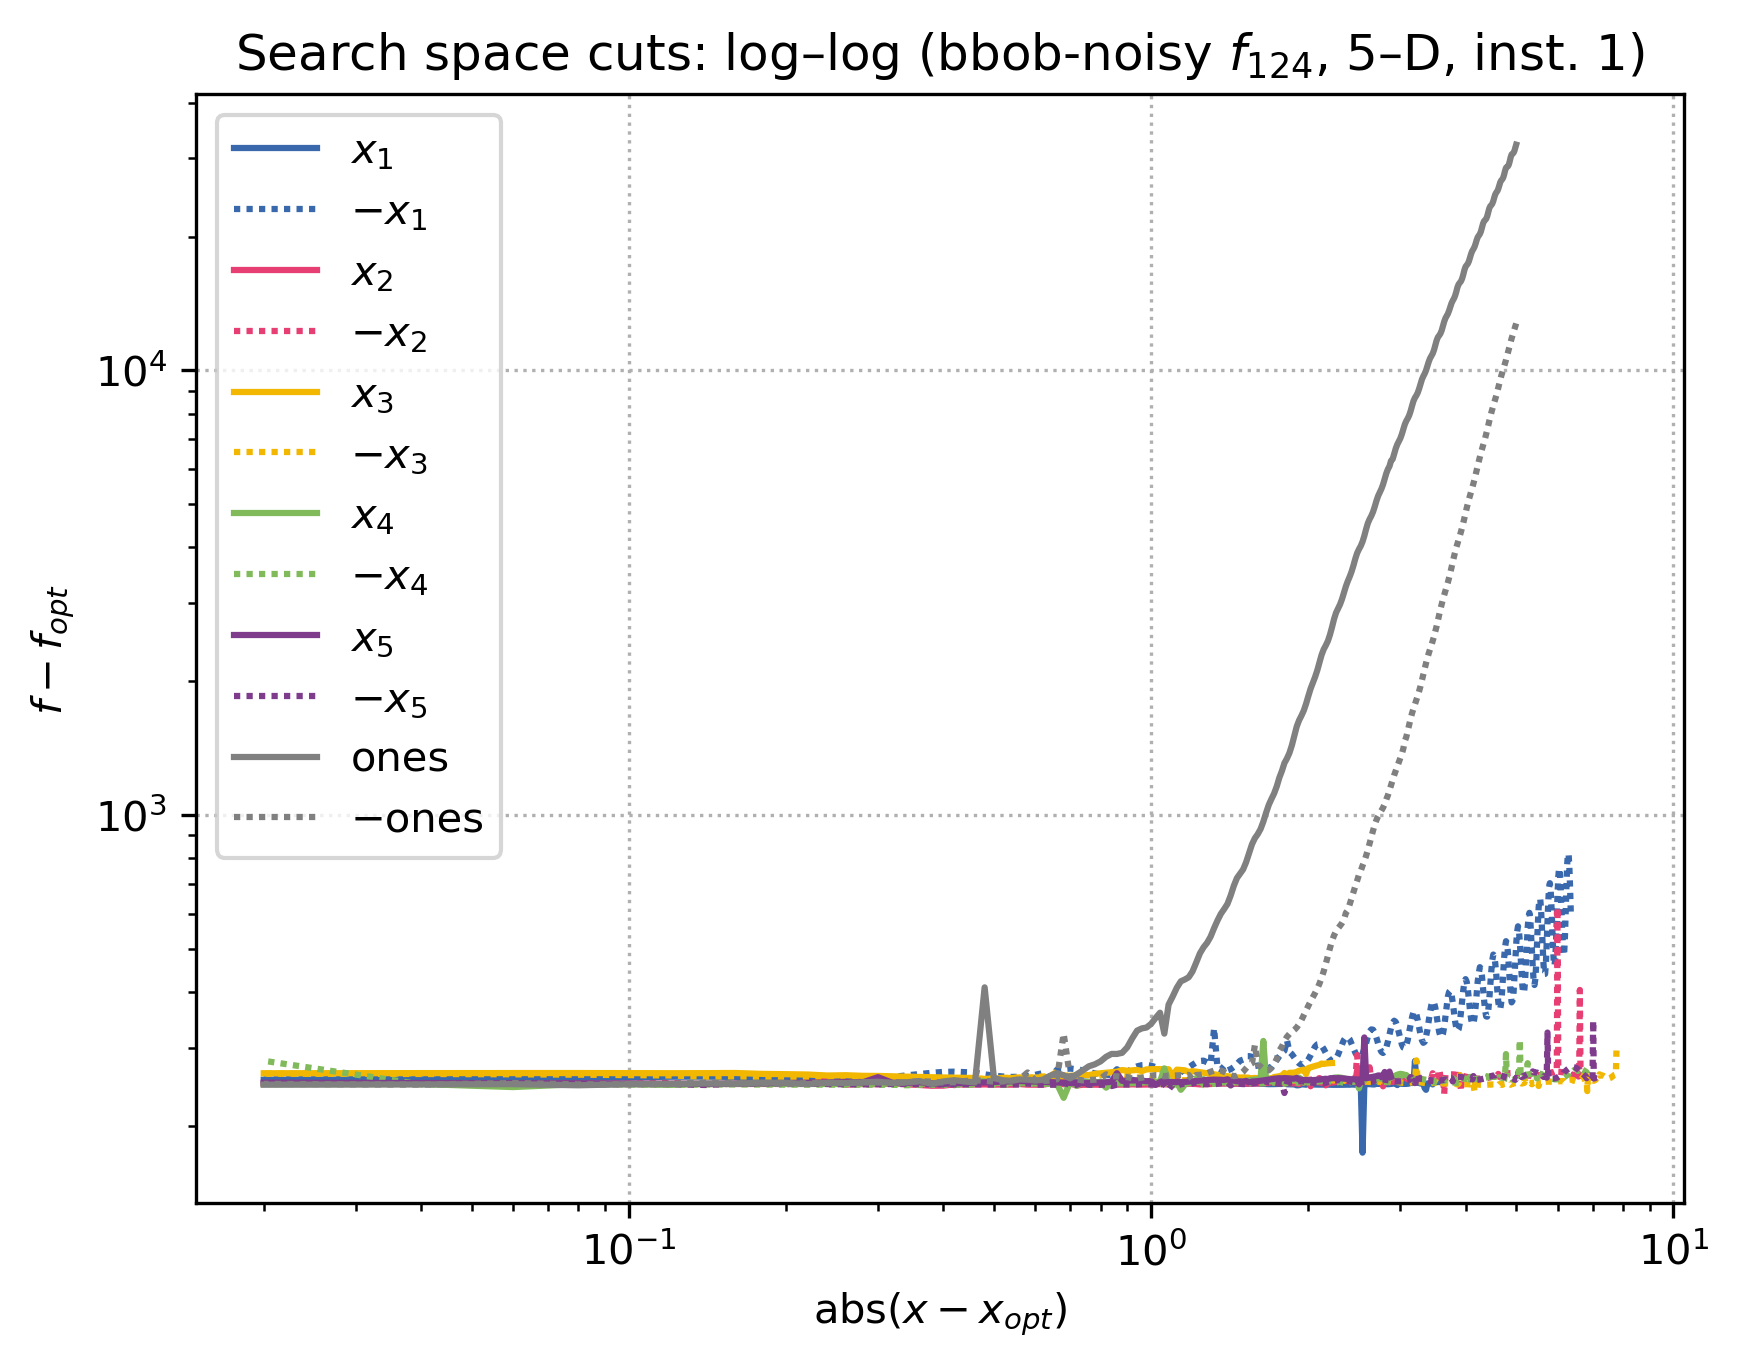 Search space cuts: log–log (bbob-noisy f124, 5–D, inst. 1)
x1
−x1
x2
−x2
x3
−x3
x4
−x4
x5
−x5
ones
−ones
10^4
10^3
f − fopt
10^−1
10^0
10^1
abs(x − xopt)